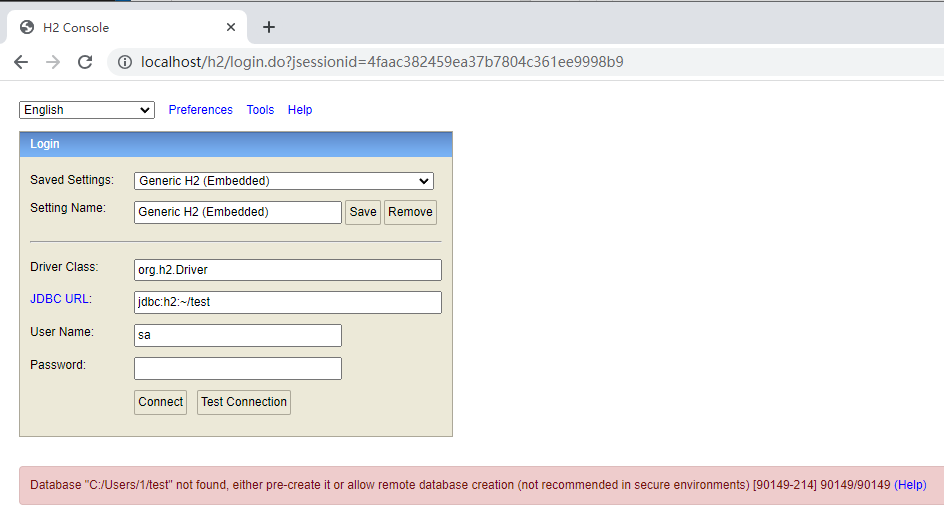 H2 Console
localhost/h2/login.do?jsessionid=4faac382459ea37b7804c361ee9998b9
English Preferences Tools Help
Login
Saved Settings: Generic H2 (Embedded)
Setting Name: Generic H2 (Embedded) Save Remove
Driver Class: org.h2.Driver
JDBC URL: jdbc:h2:~/test
User Name: sa
Password:
Connect Test Connection
Database "C:/Users/1/test" not found, either pre-create it or allow remote database creation (not recommended in secure environments) [90149-214] 90149/90149 (Help)